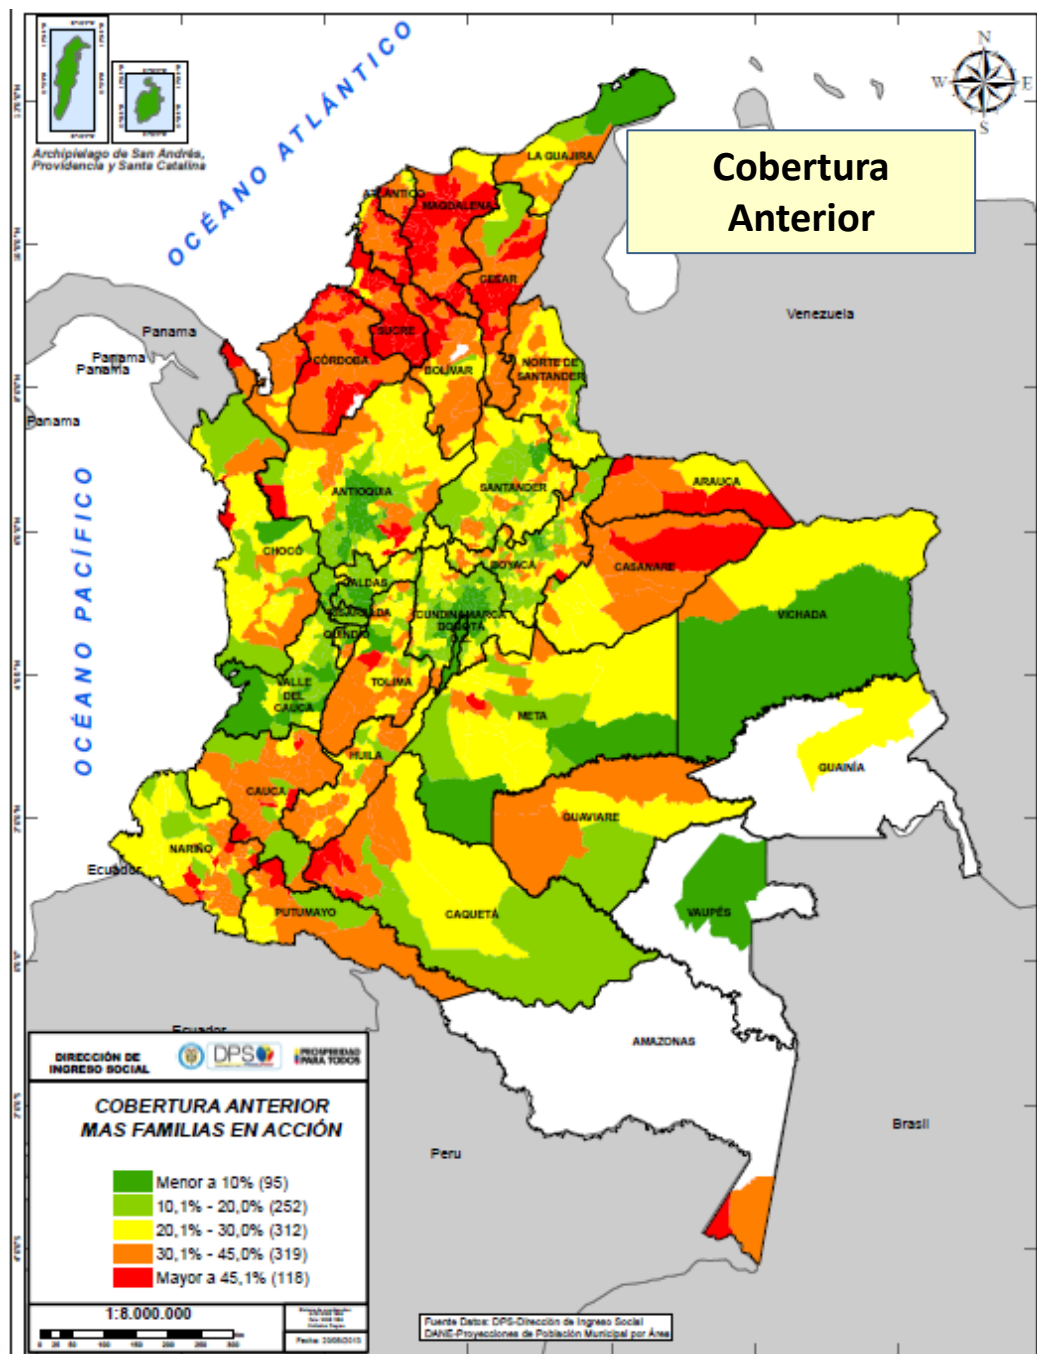 Archipielago de San Andrés,
Providencia y Santa Catalina
OCÉANO ATLÁNTICO
N
W
E
S
Cobertura
Anterior
LA GUAJIRA
ATLÁNTICO
MAGDALENA
CESAR
Venezuela
Panama
Panama
Panama
Panama
SUCRE
CÓRDOBA
BOLÍVAR
NORTE DE
SANTANDER
OCÉANO PACÍFICO
ANTIOQUIA
SANTANDER
ARAUCA
CHOCÓ
BOYACÁ
CASANARE
CALDAS
RISARALDA
CUNDINAMARCA
BOGOTÁ
QUINDÍO
VICHADA
VALLE
DEL
CAUCA
TOLIMA
META
HUILA
GUAINÍA
CAUCA
GUAVIARE
NARIÑO
Ecuador
PUTUMAYO
CAQUETÁ
VAUPÉS
Ecuador
AMAZONAS
Peru
Brasil
DIRECCIÓN DE
INGRESO SOCIAL
DPS
PROSPERIDAD
PARA TODOS
COBERTURA ANTERIOR
MAS FAMILIAS EN ACCIÓN
Menor a 10% (95)
10,1% - 20,0% (252)
20,1% - 30,0% (312)
30,1% - 45,0% (319)
Mayor a 45,1% (118)
1:8.000.000
Fuente Datos: DPS-Dirección de Ingreso Social
DANE-Proyecciones de Población Municipal por Área